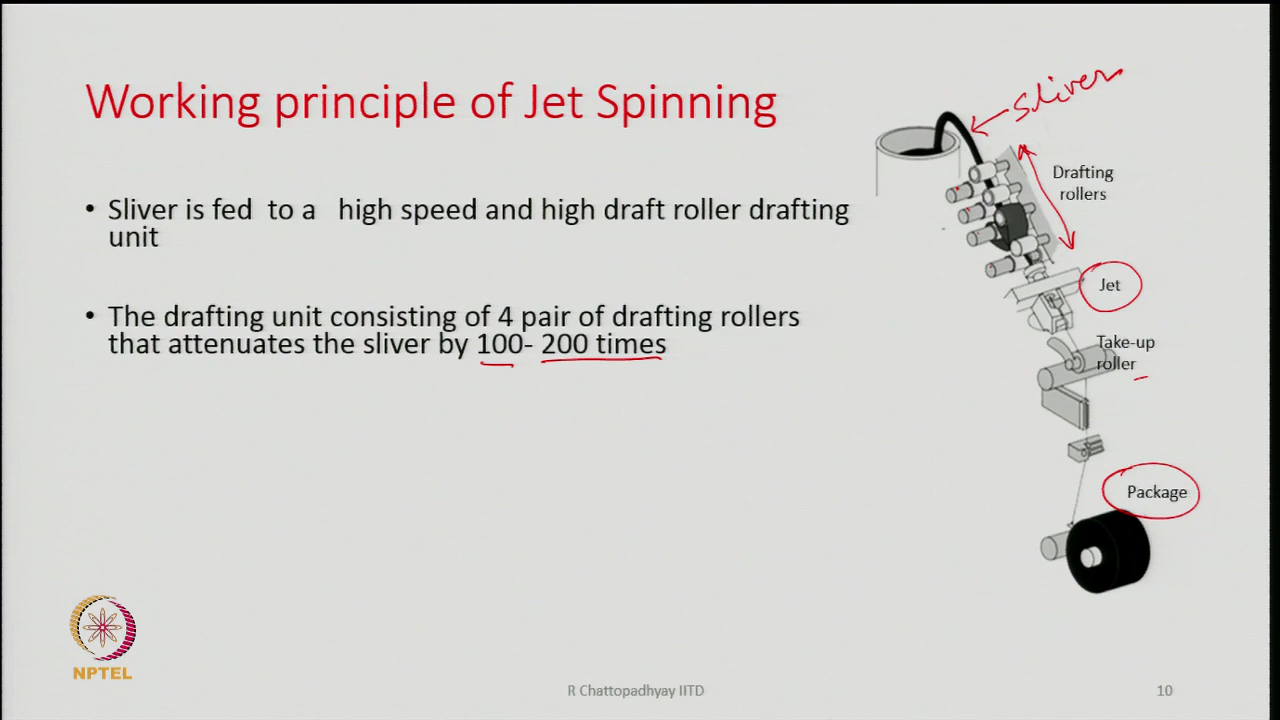 Working principle of Jet Spinning
• Sliver is fed to a high speed and high draft roller drafting
unit
• The drafting unit consisting of 4 pair of drafting rollers
that attenuates the sliver by 100- 200 times
Sliver
Drafting
rollers
Jet
Take-up
roller
Package
NPTEL
R Chattopadhyay IITD
10